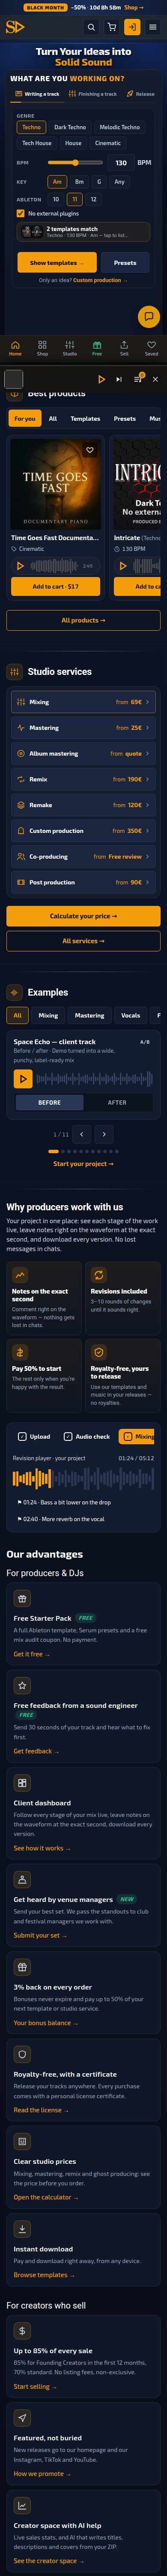 BLACK MONTH -50% · 10d 8h 58m Shop →
Turn Your Ideas into
Solid Sound
WHAT ARE YOU WORKING ON?
Writing a track
Finishing a track
Release
GENRE
Techno
Dark Techno
Melodic Techno
Tech House
House
Cinematic
BPM
130
BPM
KEY
Am
Bm
G
Any
ABLETON
10
11
12
No external plugins
2 templates match
Show templates →
Presets
Only an idea? Custom production →
Home
Shop
Studio
Free
Sell
Saved
Best products
For you
All
Templates
Presets
TIME GOES
FAST
DOCUMENTARY PIANO
Time Goes Fast Documenta...
Cinematic
Add to cart · $17
Dark Te
No externa
PRODUCED
Intricate (Techno
130 BPM
Add to ca
All products →
Studio services
Mixing from 69€
Mastering from 25€
Album mastering from quote
Remix from 190€
Remake from 120€
Custom production from 350€
Co-producing from Free review
Post production from 90€
Calculate your price →
All services →
Examples
All
Mixing
Mastering
Vocals
Space Echo — client track
A/B
Before / after · Demo turned into a wide,
punchy, label-ready mix
BEFORE
AFTER
1 / 11
Start your project →
Why producers work with us
Your project in one place: see each stage of the work,
leave notes right on the waveform at the exact
second, download every version. No lost
messages in chats.
Notes on the exact
second
Comment right on the
waveform — nothing gets
lost in chats.
Revisions included
3–10 rounds of changes
until it sounds right.
Pay 50% to start
The rest only when you're
happy with the result.
Royalty-free, yours
to release
Use our templates and
music in your releases —
no royalties.
Upload
Audio check
Mixing
Revision player · your project
01:24 / 05:12
01:24 · Bass a bit lower on the drop
02:40 · More reverb on the vocal
Our advantages
For producers & DJs
Free Starter Pack FREE
A full Ableton template, Serum presets and a free
mix audit coupon. No payment.
Get it free →
Free feedback from a sound engineer
FREE
Send 30 seconds of your track and hear what to fix
first.
Get feedback →
Client dashboard
Follow every stage of your mix live, leave notes on
the waveform at the exact second, download every
version.
See how it works →
Get heard by venue managers NEW
Send your best set. We pass the standouts to club
and festival managers we work with.
Submit your set →
3% back on every order
Bonuses never expire and pay up to 50% of your
next template or studio service.
Your bonus balance →
Royalty-free, with a certificate
Release your tracks anywhere. Every purchase
comes with a personal license certificate.
Read the license →
Clear studio prices
Mixing, mastering, remix and ghost producing: see
the price before you order.
Open the calculator →
Instant download
Pay and download right away, from any device.
Browse templates →
For creators who sell
Up to 85% of every sale
85% for Founding Creators in the first 12 months,
70% standard. No listing fees, non-exclusive.
Start selling →
Featured, not buried
New releases go to our homepage and our
Instagram, TikTok and YouTube.
How we promote →
Creator space with AI help
Live sales stats, and AI that writes titles,
descriptions and covers from your ZIP.
See the creator space →